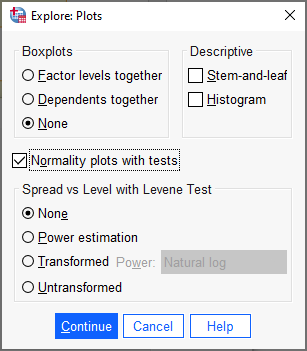 Explore: Plots
Boxplots
Factor levels together
Dependents together
None
Descriptive
Stem-and-leaf
Histogram
Normality plots with tests
Spread vs Level with Levene Test
None
Power estimation
Transformed Power: Natural log
Untransformed
Continue Cancel Help